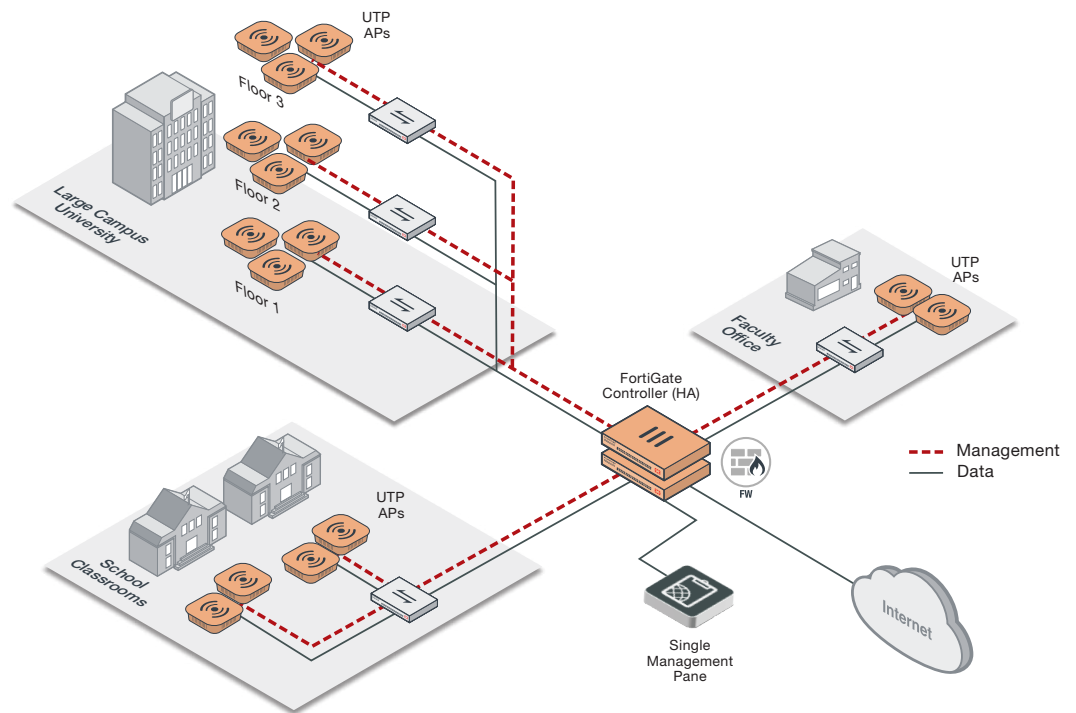 UTP
APs
Floor 3
Floor 2
Floor 1
Large Campus
University
UTP
APs
Faculty
Office
FortiGate
Controller (HA)
FW
Management
Data
UTP
APs
School
Classrooms
Single
Management
Pane
Internet